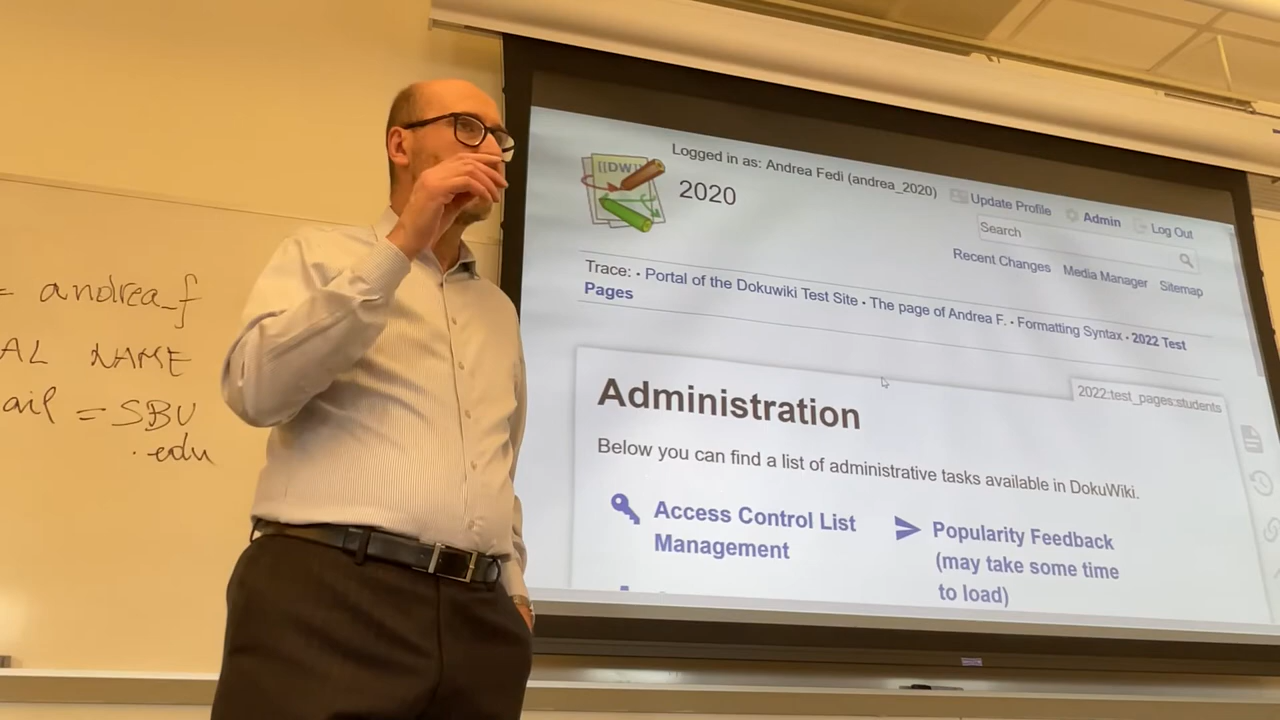 = andrea_f
AL NAME
ail = SBU
.edu
[[DW]]
Logged in as: Andrea Fedi (andrea_2020)
Update Profile
Admin
Log Out
2020
Search
Recent Changes Media Manager Sitemap
Trace: • Portal of the Dokuwiki Test Site • The page of Andrea F. • Formatting Syntax • 2022 Test
Pages
2022:test_pages:students
Administration
Below you can find a list of administrative tasks available in DokuWiki.
Access Control List
Management
Popularity Feedback
(may take some time
to load)